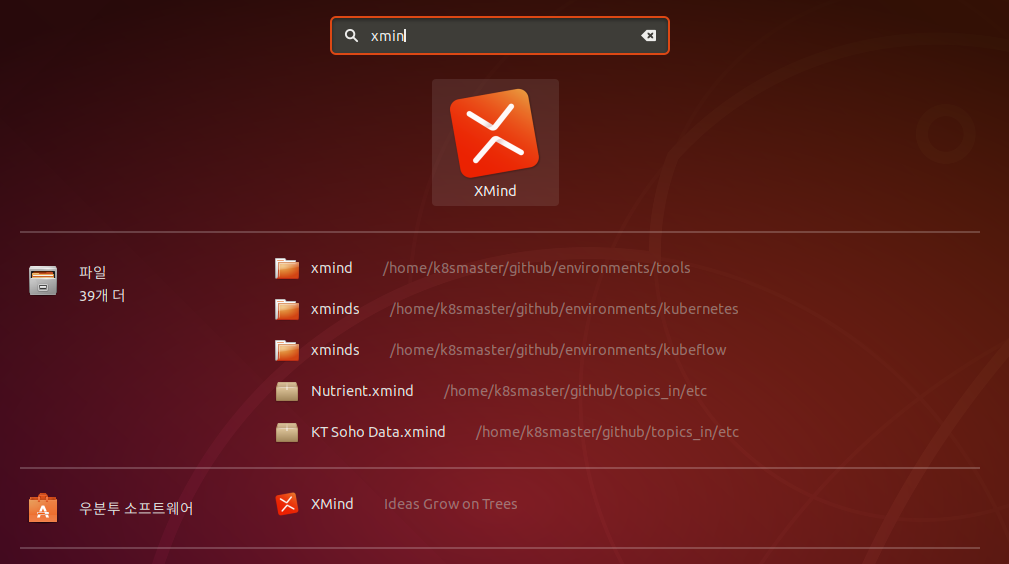 xmin
XMind
파일
39개 더
xmind /home/k8smaster/github/environments/tools
xminds /home/k8smaster/github/environments/kubernetes
xminds /home/k8smaster/github/environments/kubeflow
Nutrient.xmind /home/k8smaster/github/topics_in/etc
KT Soho Data.xmind /home/k8smaster/github/topics_in/etc
우분투 소프트웨어
XMind Ideas Grow on Trees